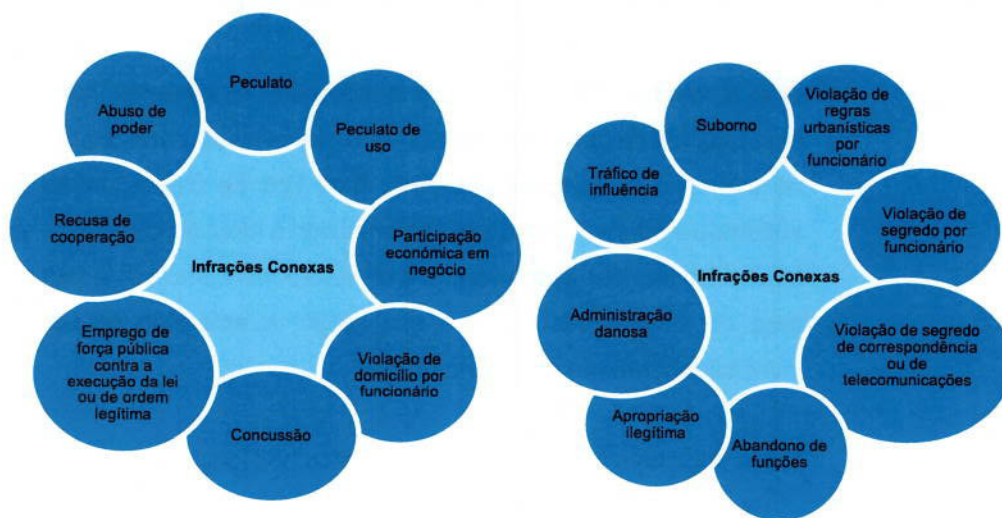 Peculato
Peculato de
uso
Participação
económica em
negócio
Violação de
domicílio por
funcionário
Concussão
Emprego de
força pública
contra a
execução da lei
ou de ordem
legítima
Recusa de
cooperação
Abuso de
poder
Infrações Conexas
Suborno
Violação de
regras
urbanísticas
por
funcionário
Violação de
segredo por
funcionário
Violação de segredo
de correspondência
ou de
telecomunicações
Abandono de
funções
Apropriação
ilegítima
Administração
danosa
Tráfico de
influência
Infrações Conexas